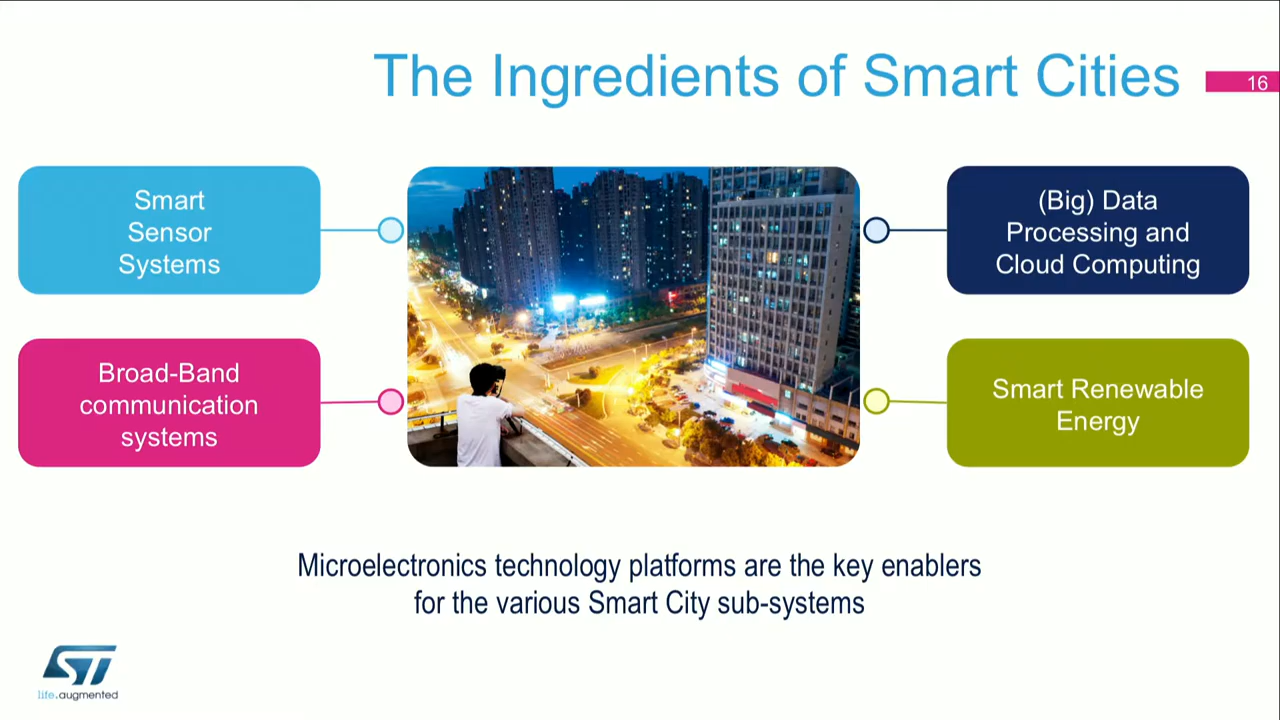 The Ingredients of Smart Cities
16
Smart
Sensor
Systems
(Big) Data
Processing and
Cloud Computing
Broad-Band
communication
systems
Smart Renewable
Energy
Microelectronics technology platforms are the key enablers
for the various Smart City sub-systems
ST
life.augmented